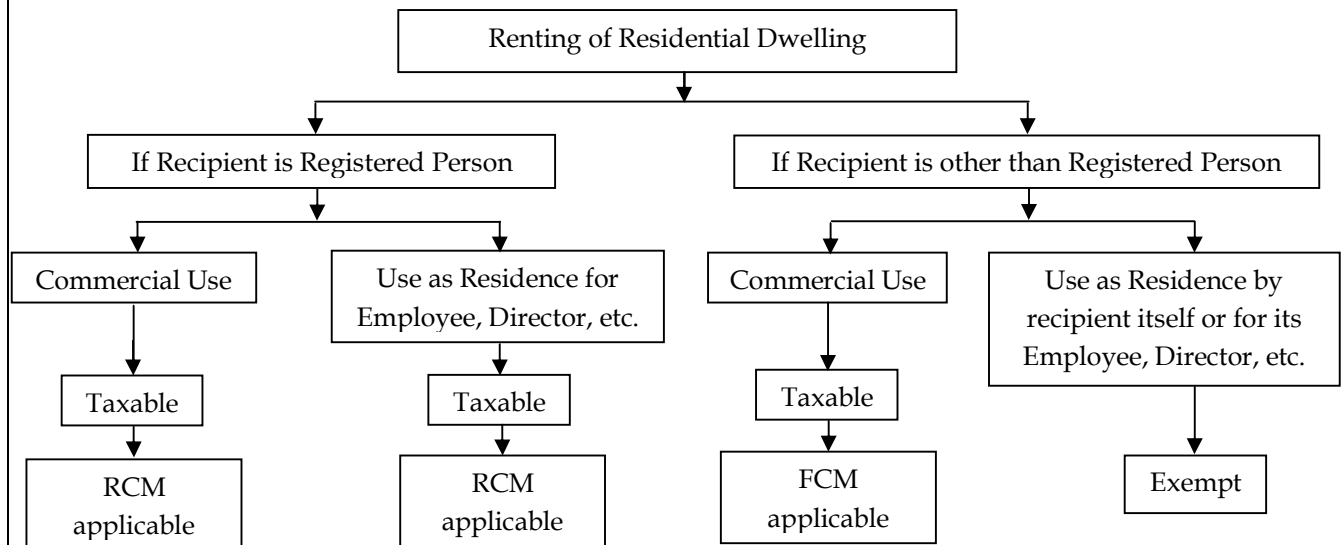 Renting of Residential Dwelling
If Recipient is Registered Person
If Recipient is other than Registered Person
Commercial Use
Use as Residence for
Employee, Director, etc.
Commercial Use
Use as Residence by
recipient itself or for its
Employee, Director, etc.
Taxable
Taxable
Taxable
RCM
applicable
RCM
applicable
FCM
applicable
Exempt